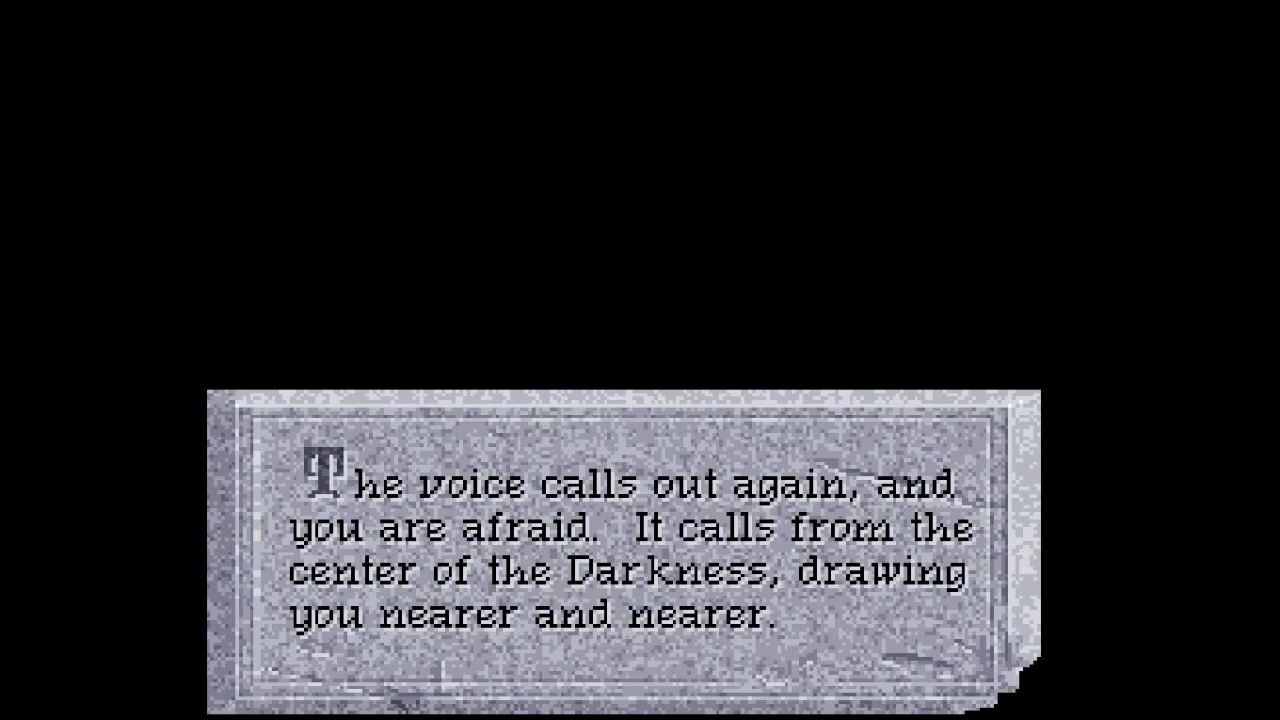 The voice calls out again, and
you are afraid.  It calls from the
center of the Darkness, drawing
you nearer and nearer.